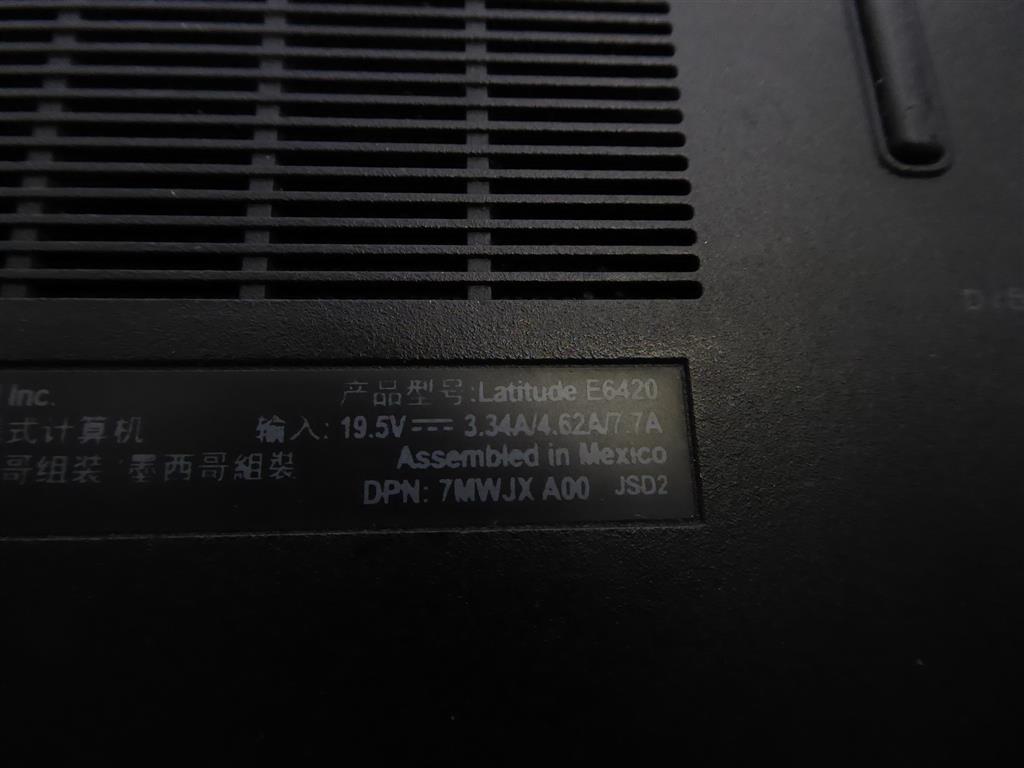 Inc. 产品型号:Latitude E6420
式计算机 输入: 19.5V⎓ 3.34A/4.62A/7.7A
哥组装 墨西哥組裝 Assembled in Mexico
DPN: 7MWJX A00 JSD2